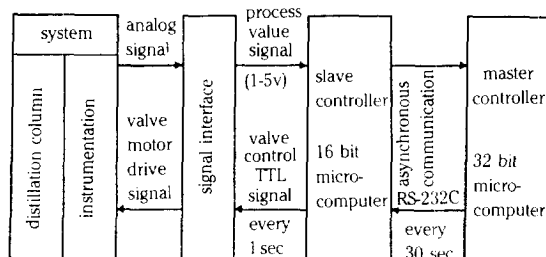 system
distillation column
instrumentation
analog
signal
valve
motor
drive
signal
signal interface
process
value
signal
(1-5v)
valve
control
TTL
signal
every
1 sec
slave
controller
16 bit
micro-
computer
asynchronous
communication
RS-232C
every
30 sec
master
controller
32 bit
micro-
computer